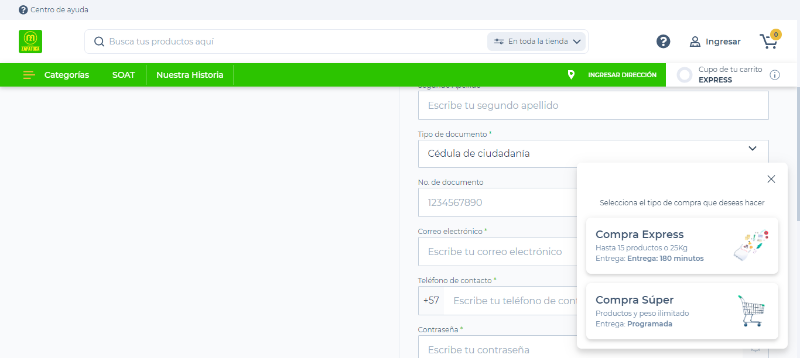 Centro de ayuda
Busca tus productos aquí
En toda la tienda
Ingresar
0
Categorías
SOAT
Nuestra Historia
INGRESAR DIRECCIÓN
Cupo de tu carrito
EXPRESS
Segundo Apellido
Escribe tu segundo apellido
Tipo de documento *
Cédula de ciudadanía
No. de documento
1234567890
Correo electrónico *
Escribe tu correo electrónico
Teléfono de contacto *
+57
Escribe tu teléfono de cont
Contraseña *
Escribe tu contraseña
Selecciona el tipo de compra que deseas hacer
Compra Express
Hasta 15 productos o 25Kg
Entrega: Entrega: 180 minutos
Compra Súper
Productos y peso ilimitado
Entrega: Programada